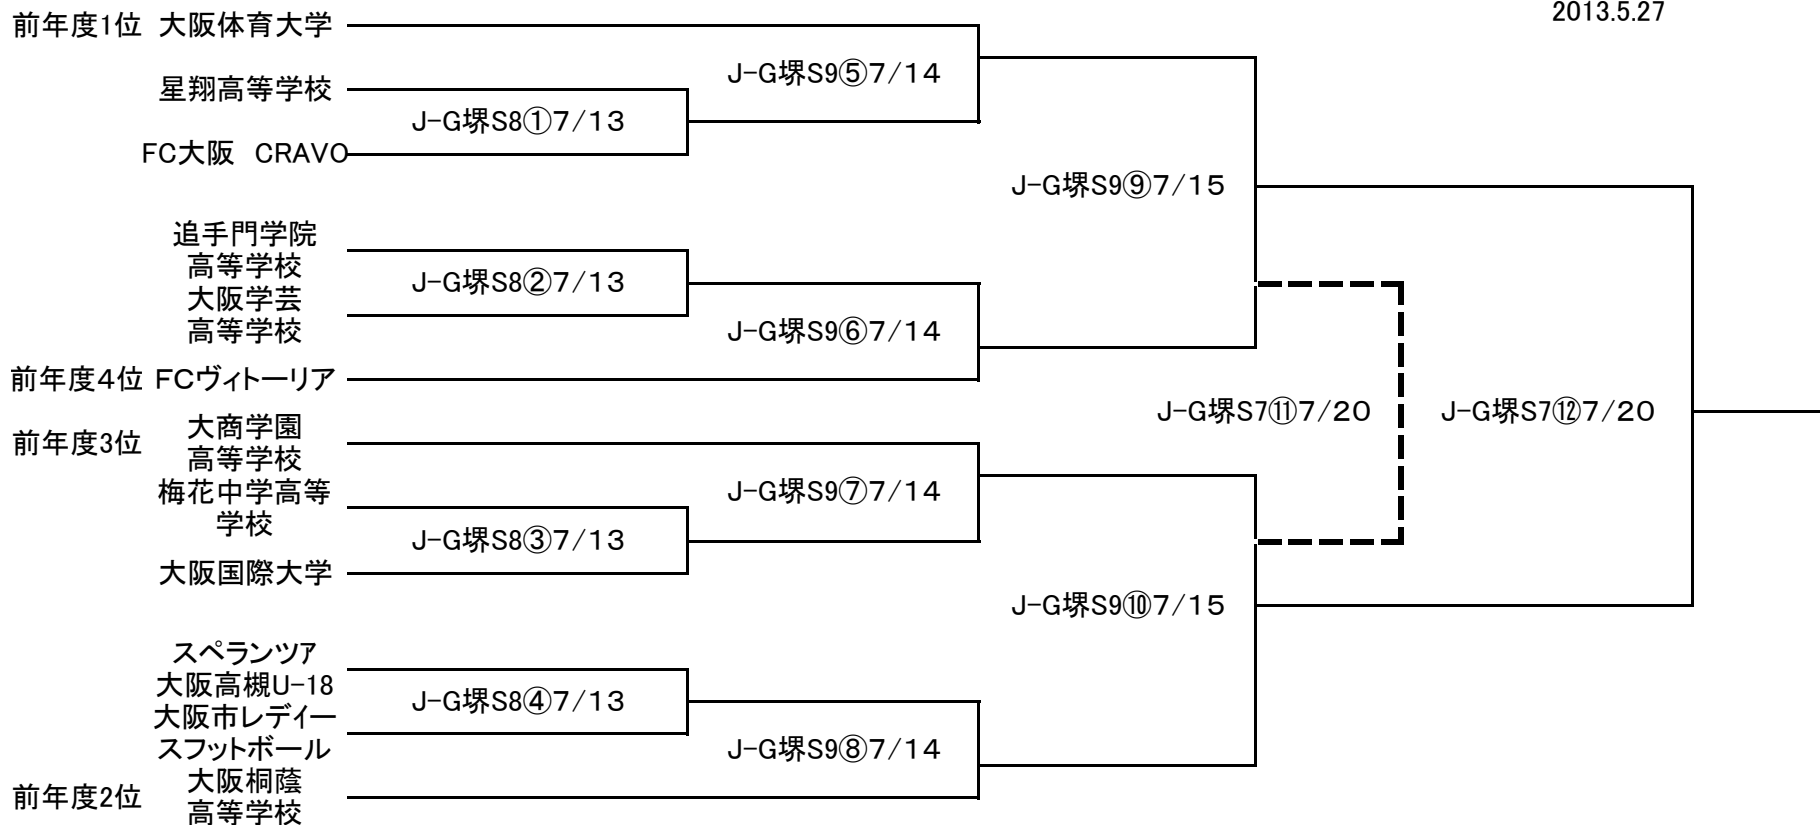 2013.5.27
前年度1位 大阪体育大学
J-G堺S9⑤7/14
星翔高等学校
J-G堺S8①7/13
FC大阪 CRAVO
J-G堺S9⑨7/15
追手門学院
高等学校
J-G堺S8②7/13
大阪学芸
高等学校
J-G堺S9⑥7/14
前年度4位 FCヴィトーリア
J-G堺S7⑪7/20
J-G堺S7⑫7/20
前年度3位
大商学園
高等学校
J-G堺S9⑦7/14
梅花中学高等
学校
J-G堺S8③7/13
大阪国際大学
J-G堺S9⑩7/15
スペランツァ
大阪高槻U-18
J-G堺S8④7/13
大阪市レディー
スフットボール
J-G堺S9⑧7/14
前年度2位
大阪桐蔭
高等学校